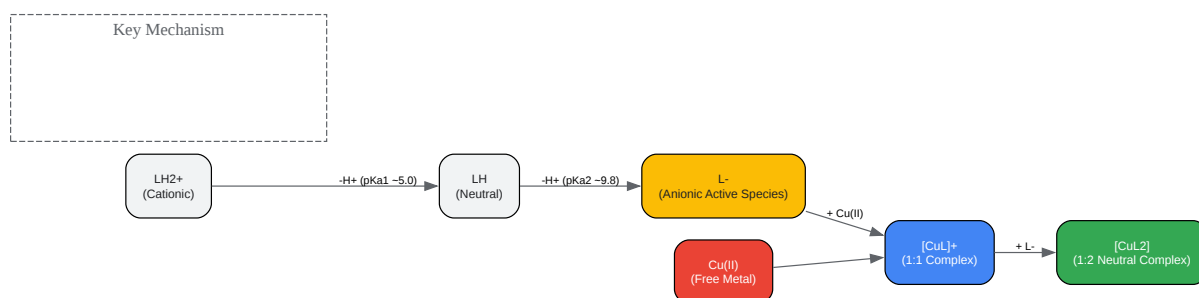 Key Mechanism
LH2+
(Cationic)
-H+ (pKa1 ~5.0)
LH
(Neutral)
-H+ (pKa2 ~9.8)
L-
(Anionic Active Species)
+ Cu(II)
Cu(II)
(Free Metal)
[CuL]+
(1:1 Complex)
+ L-
[CuL2]
(1:2 Neutral Complex)